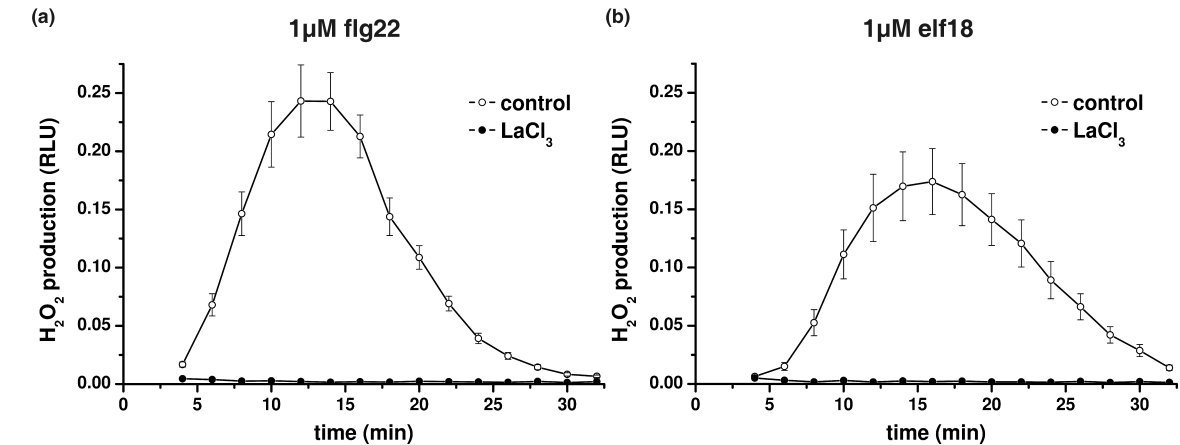 (a)
1µM flg22
control
LaCl3
H2O2 production (RLU)
0.25
0.20
0.15
0.10
0.05
0.00
0 5 10 15 20 25 30
time (min)
(b)
1µM elf18
control
LaCl3
H2O2 production (RLU)
0.25
0.20
0.15
0.10
0.05
0.00
0 5 10 15 20 25 30
time (min)